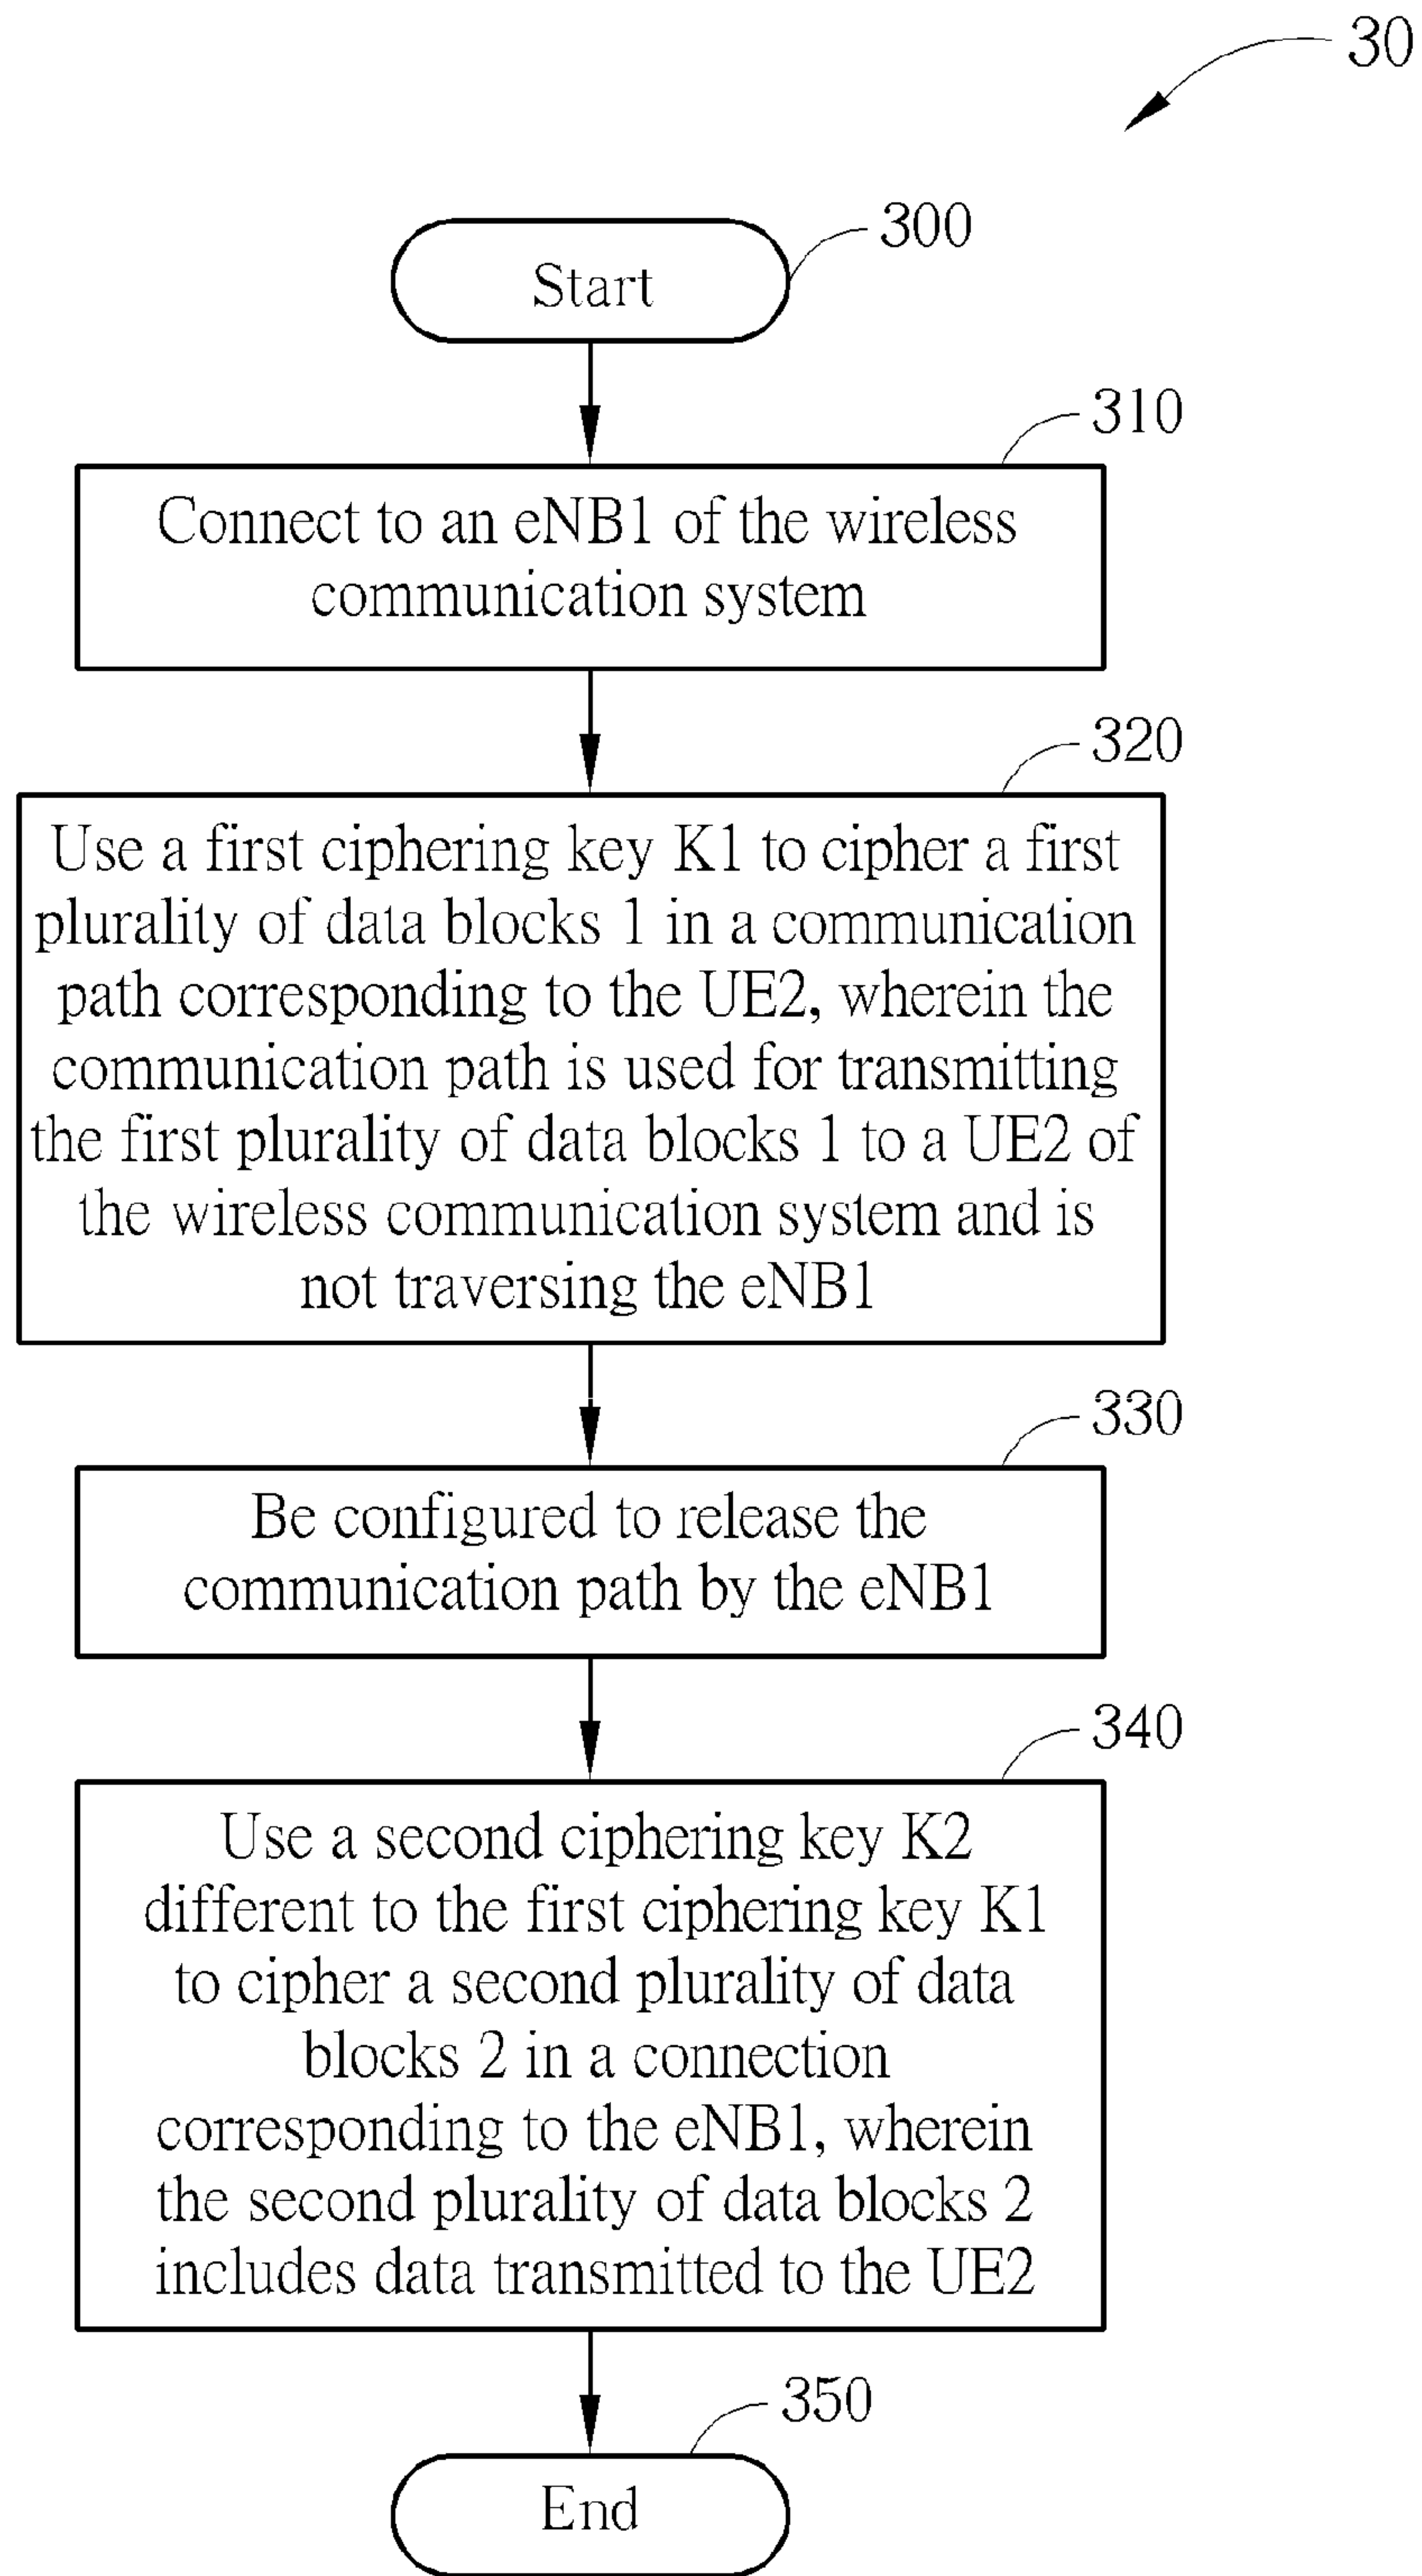 30
300
Start
310
Connect to an eNB1 of the wireless
communication system
320
Use a first ciphering key K1 to cipher a first
plurality of data blocks 1 in a communication
path corresponding to the UE2, wherein the
communication path is used for transmitting
the first plurality of data blocks 1 to a UE2 of
the wireless communication system and is
not traversing the eNB1
330
Be configured to release the
communication path by the eNB1
340
Use a second ciphering key K2
different to the first ciphering key K1
to cipher a second plurality of data
blocks 2 in a connection
corresponding to the eNB1, wherein
the second plurality of data blocks 2
includes data transmitted to the UE2
350
End